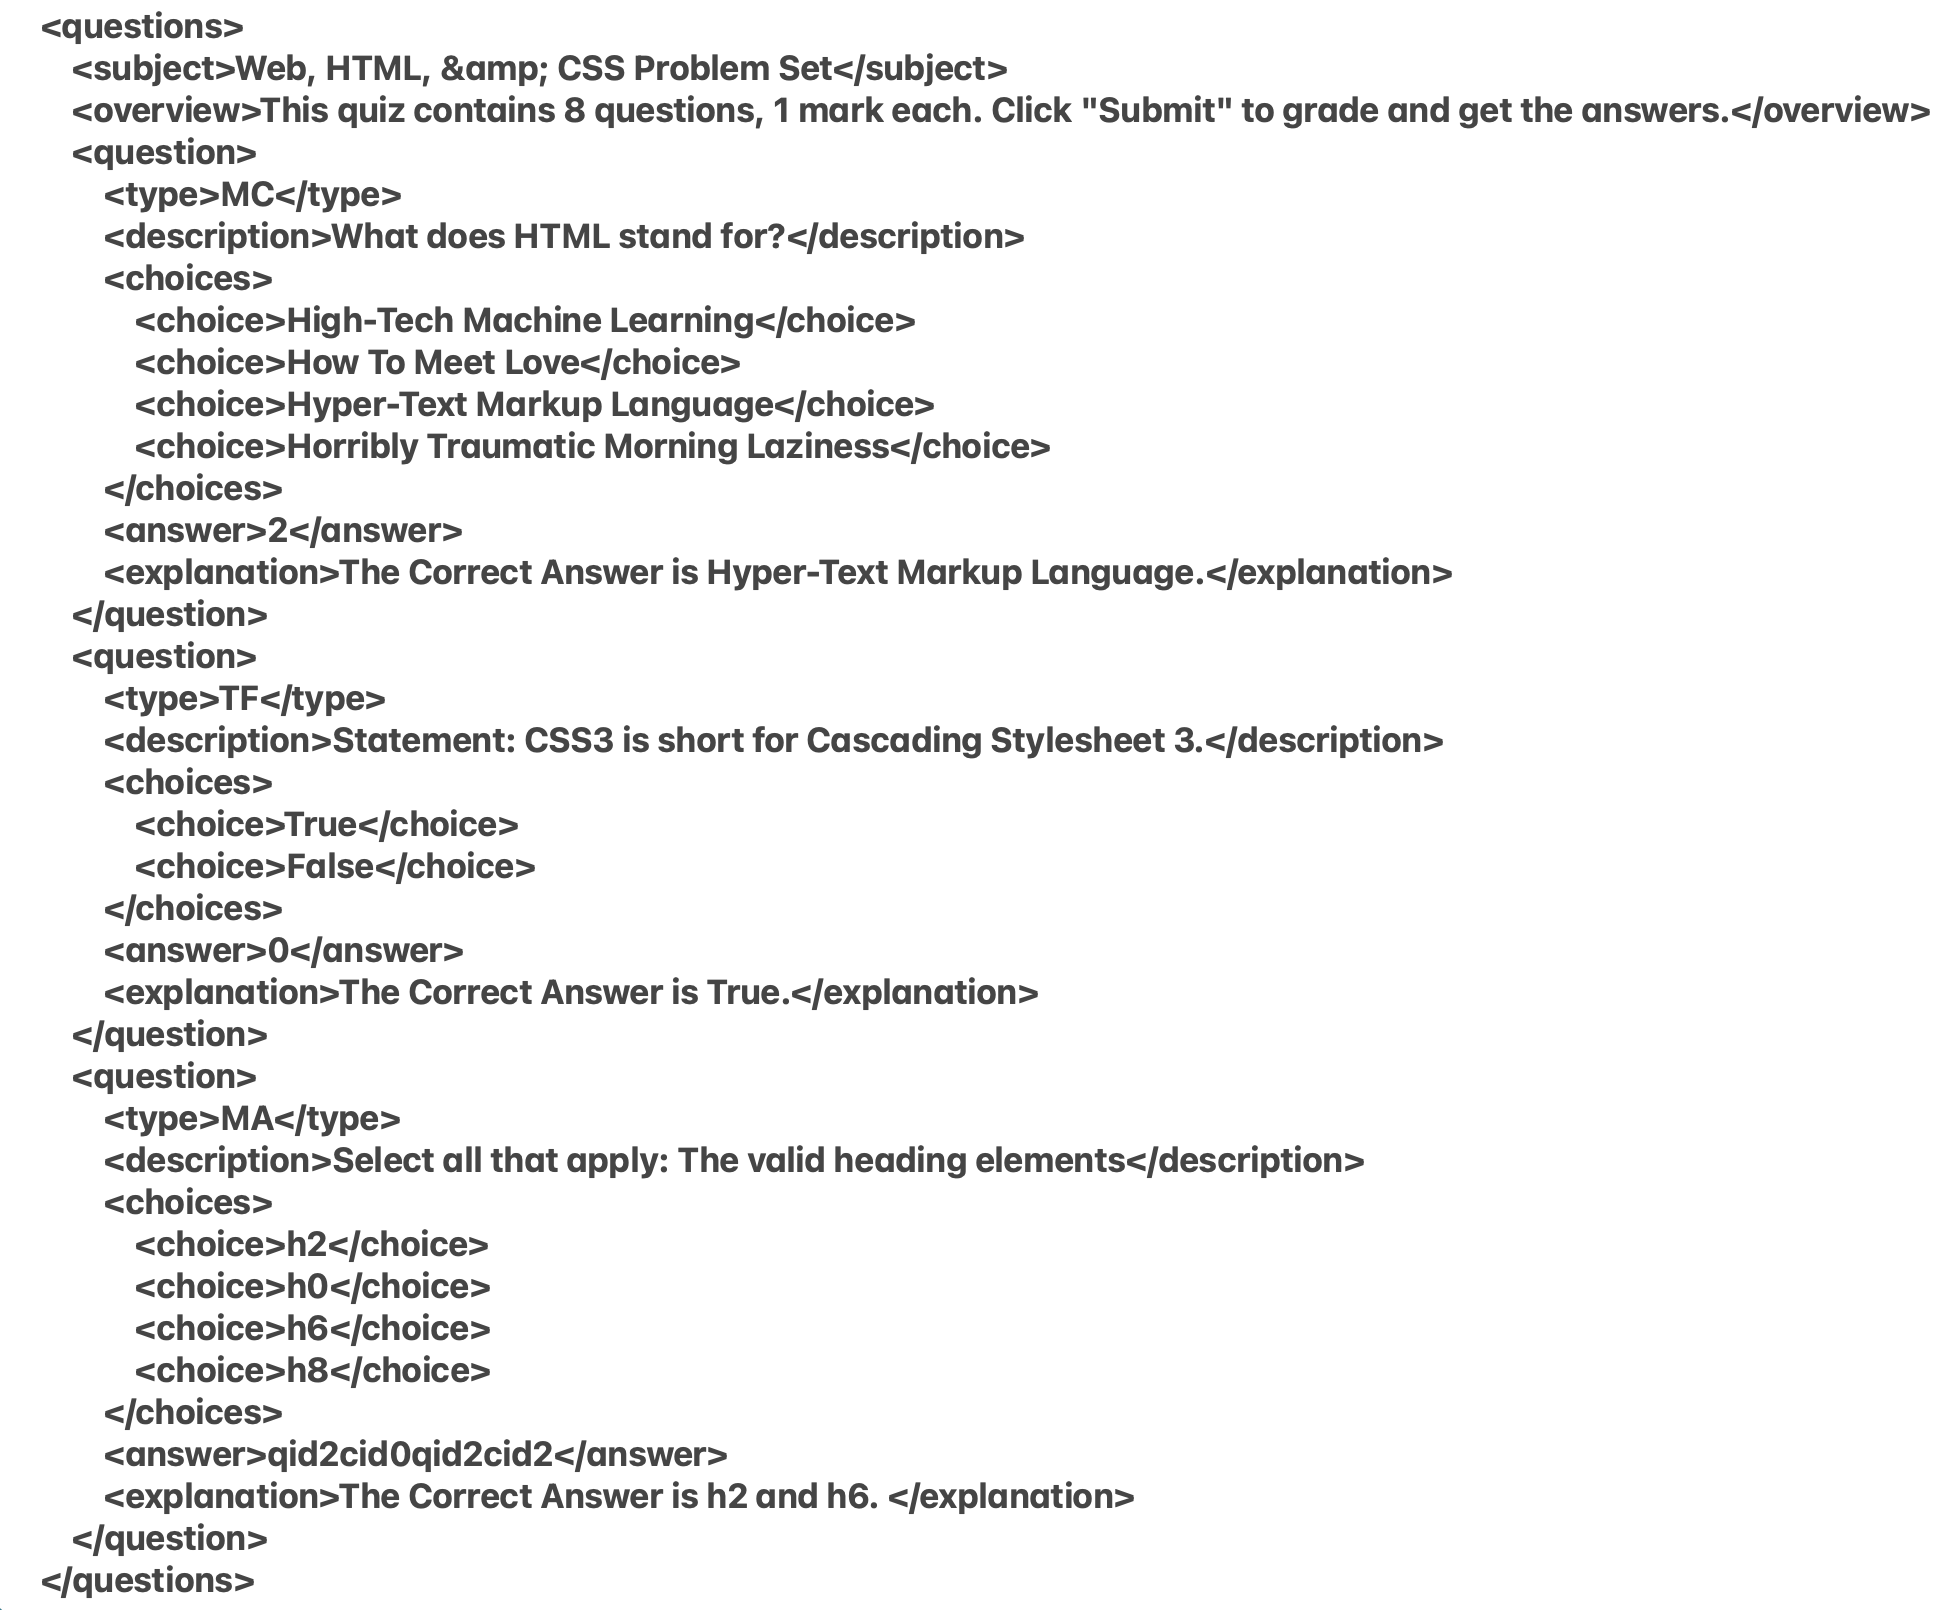 <questions>
<subject>Web, HTML, &amp; CSS Problem Set</subject>
<overview>This quiz contains 8 questions, 1 mark each. Click "Submit" to grade and get the answers.</overview>
<question>
<type>MC</type>
<description>What does HTML stand for?</description>
<choices>
<choice>High-Tech Machine Learning</choice>
<choice>How To Meet Love</choice>
<choice>Hyper-Text Markup Language</choice>
<choice>Horribly Traumatic Morning Laziness</choice>
</choices>
<answer>2</answer>
<explanation>The Correct Answer is Hyper-Text Markup Language.</explanation>
</question>
<question>
<type>TF</type>
<description>Statement: CSS3 is short for Cascading Stylesheet 3.</description>
<choices>
<choice>True</choice>
<choice>False</choice>
</choices>
<answer>0</answer>
<explanation>The Correct Answer is True.</explanation>
</question>
<question>
<type>MA</type>
<description>Select all that apply: The valid heading elements</description>
<choices>
<choice>h2</choice>
<choice>h0</choice>
<choice>h6</choice>
<choice>h8</choice>
</choices>
<answer>qid2cid0qid2cid2</answer>
<explanation>The Correct Answer is h2 and h6. </explanation>
</question>
</questions>